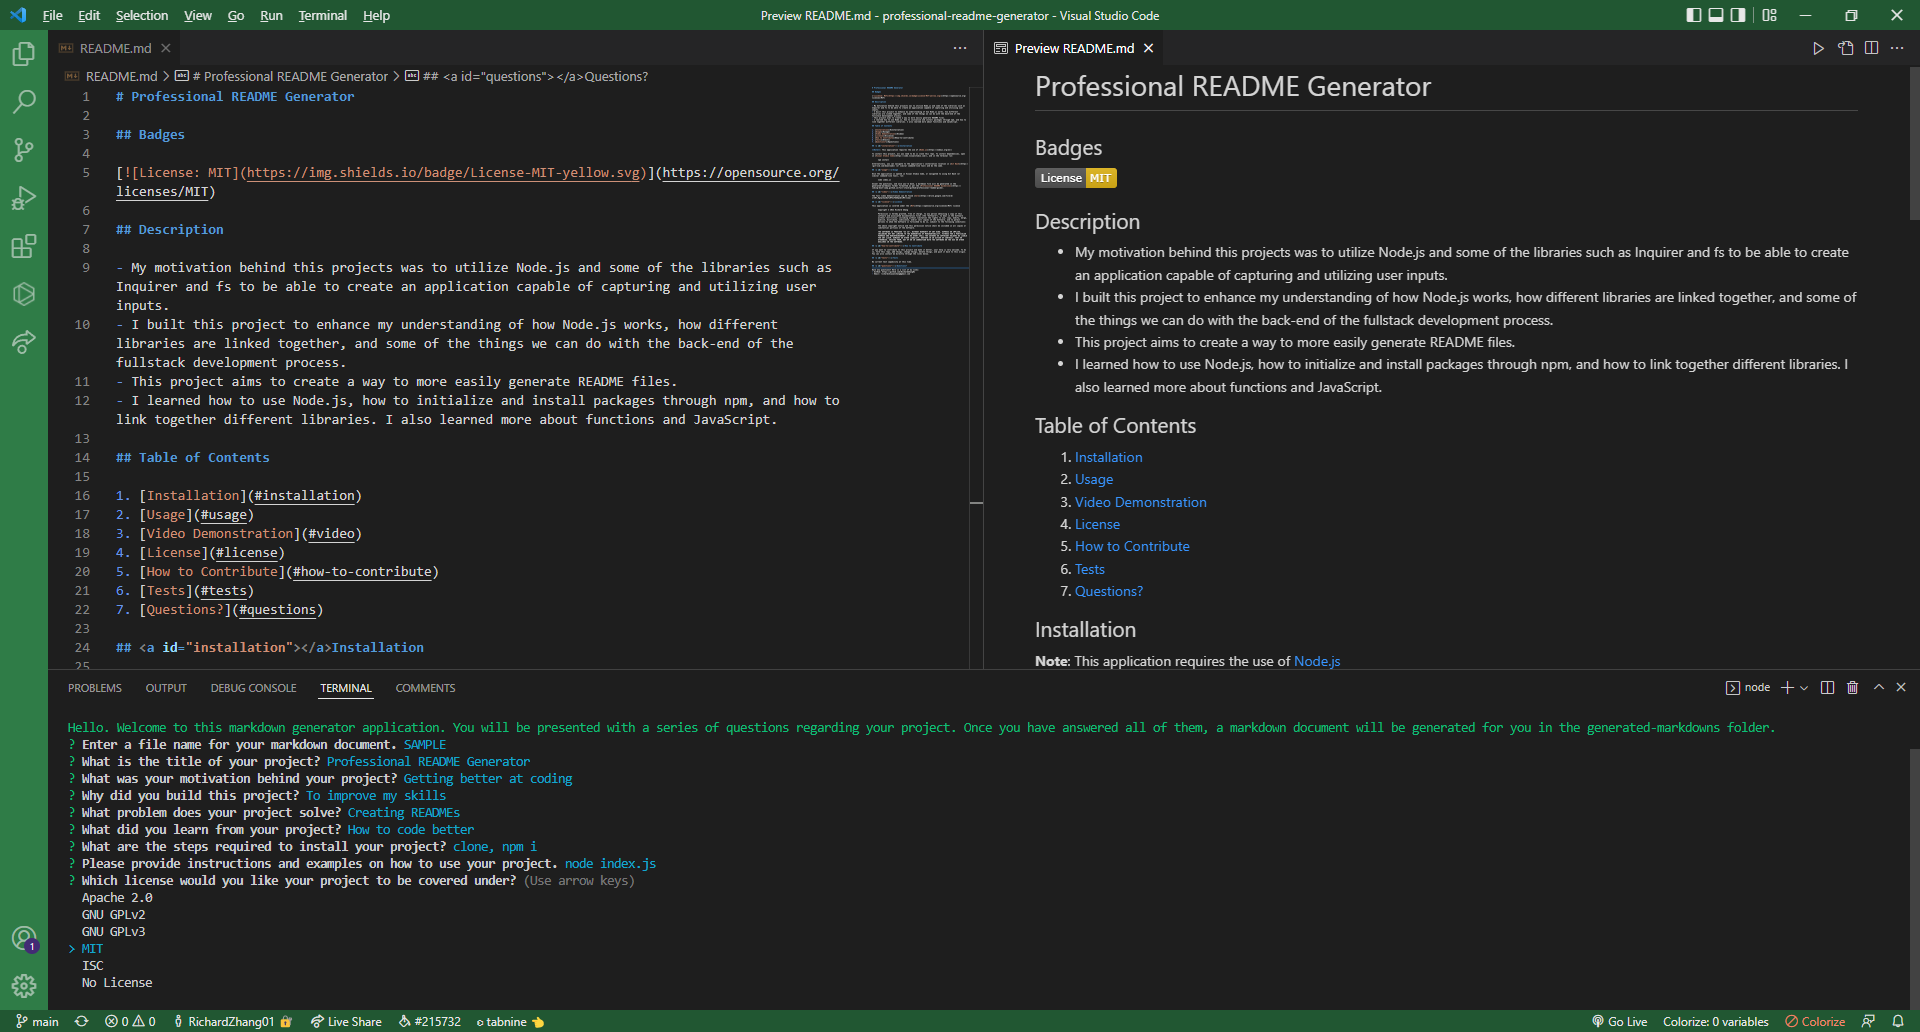 File Edit Selection View Go Run Terminal Help
Preview README.md - professional-readme-generator - Visual Studio Code
README.md
README.md > # Professional README Generator > ## <a id="questions"></a>Questions?
1 # Professional README Generator
2
3 ## Badges
4
5 [![License: MIT](https://img.shields.io/badge/License-MIT-yellow.svg)](https://opensource.org/
licenses/MIT)
6
7 ## Description
8
9 - My motivation behind this projects was to utilize Node.js and some of the libraries such as
Inquirer and fs to be able to create an application capable of capturing and utilizing user
inputs.
10 - I built this project to enhance my understanding of how Node.js works, how different
libraries are linked together, and some of the things we can do with the back-end of the
fullstack development process.
11 - This project aims to create a way to more easily generate README files.
12 - I learned how to use Node.js, how to initialize and install packages through npm, and how to
link together different libraries. I also learned more about functions and JavaScript.
13
14 ## Table of Contents
15
16 1. [Installation](#installation)
17 2. [Usage](#usage)
18 3. [Video Demonstration](#video)
19 4. [License](#license)
20 5. [How to Contribute](#how-to-contribute)
21 6. [Tests](#tests)
22 7. [Questions?](#questions)
23
24 ## <a id="installation"></a>Installation
25
Preview README.md
Professional README Generator
Badges
License MIT
Description
• My motivation behind this projects was to utilize Node.js and some of the libraries such as Inquirer and fs to be able to create
an application capable of capturing and utilizing user inputs.
• I built this project to enhance my understanding of how Node.js works, how different libraries are linked together, and some of
the things we can do with the back-end of the fullstack development process.
• This project aims to create a way to more easily generate README files.
• I learned how to use Node.js, how to initialize and install packages through npm, and how to link together different libraries. I
also learned more about functions and JavaScript.
Table of Contents
1. Installation
2. Usage
3. Video Demonstration
4. License
5. How to Contribute
6. Tests
7. Questions?
Installation
Note: This application requires the use of Node.js
PROBLEMS OUTPUT DEBUG CONSOLE TERMINAL COMMENTS
node
Hello. Welcome to this markdown generator application. You will be presented with a series of questions regarding your project. Once you have answered all of them, a markdown document will be generated for you in the generated-markdowns folder.
? Enter a file name for your markdown document. SAMPLE
? What is the title of your project? Professional README Generator
? What was your motivation behind your project? Getting better at coding
? Why did you build this project? To improve my skills
? What problem does your project solve? Creating READMEs
? What did you learn from your project? How to code better
? What are the steps required to install your project? clone, npm i
? Please provide instructions and examples on how to use your project. node index.js
? Which license would you like your project to be covered under? (Use arrow keys)
Apache 2.0
GNU GPLv2
GNU GPLv3
> MIT
ISC
No License
1
main 0 0 RichardZhang01 Live Share #215732 tabnine Go Live Colorize: 0 variables Colorize